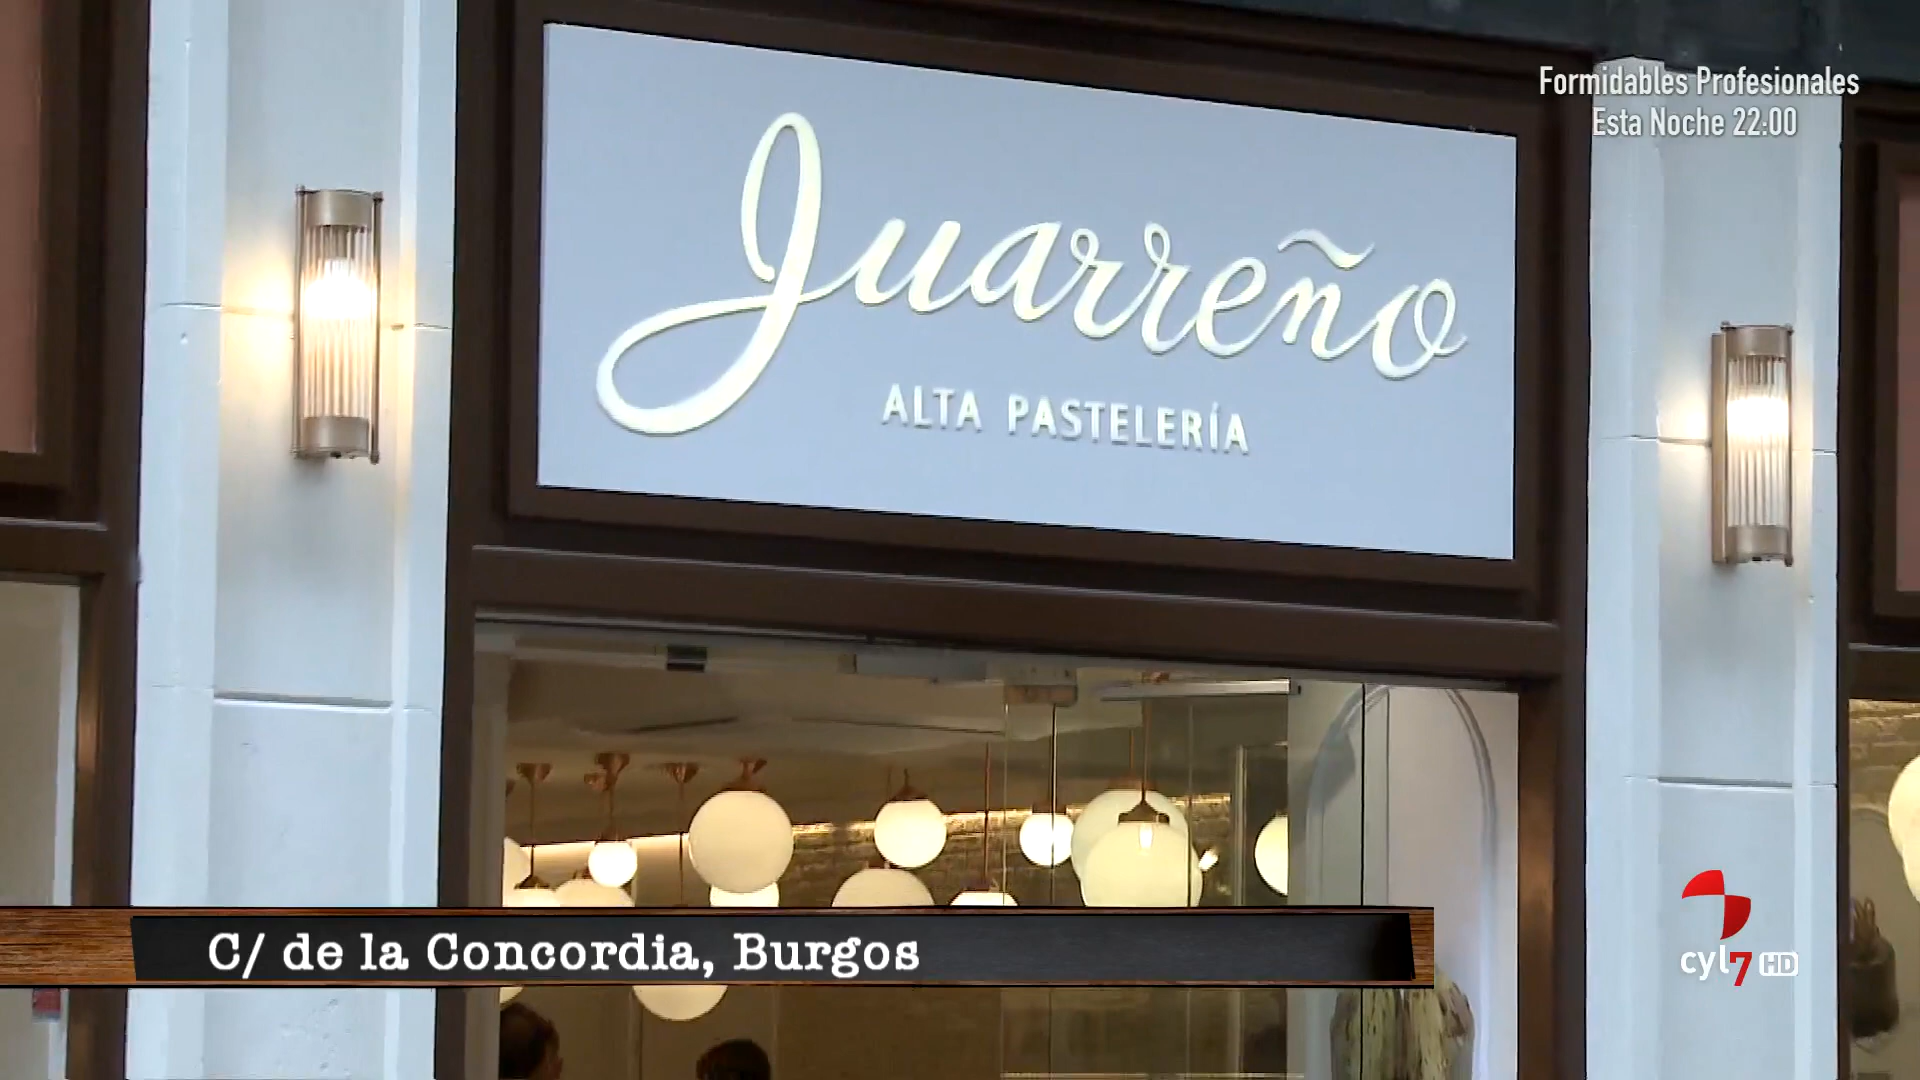 Formidables Profesionales
Esta Noche 22:00
Juarreño
ALTA PASTELERÍA
C/ de la Concordia, Burgos
cyl7 HD